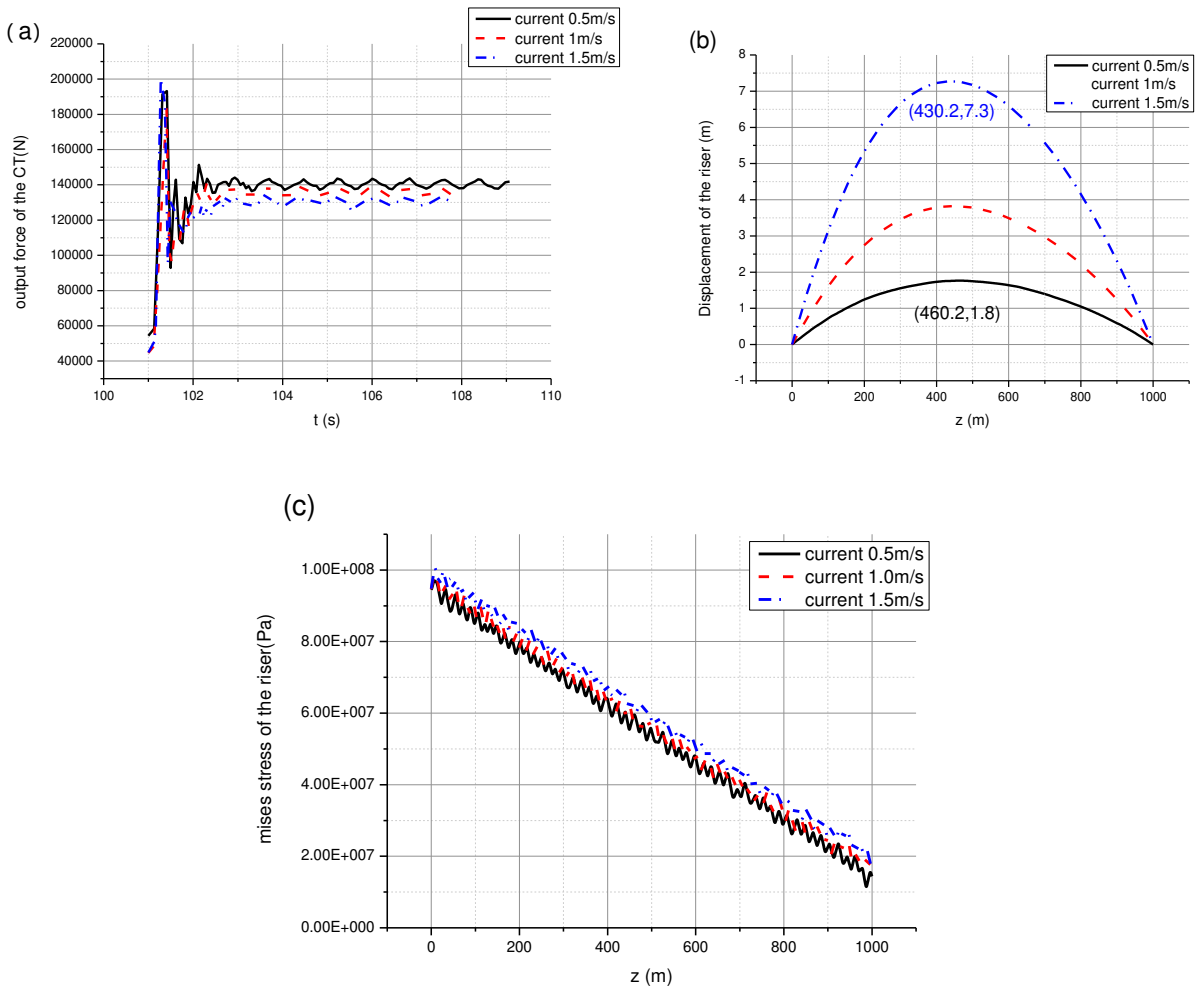 (a)
current 0.5m/s
current 1m/s
current 1.5m/s
220000
200000
180000
160000
140000
120000
100000
80000
60000
40000
output force of the CT(N)
100 102 104 106 108 110
t (s)
(b)
current 0.5m/s
current 1m/s
current 1.5m/s
8
7
6
5
4
3
2
1
0
-1
Displacement of the riser (m)
(430.2,7.3)
(460.2,1.8)
0 200 400 600 800 1000
z (m)
(c)
current 0.5m/s
current 1.0m/s
current 1.5m/s
1.00E+008
8.00E+007
6.00E+007
4.00E+007
2.00E+007
0.00E+000
mises stress of the riser(Pa)
0 200 400 600 800 1000
z (m)